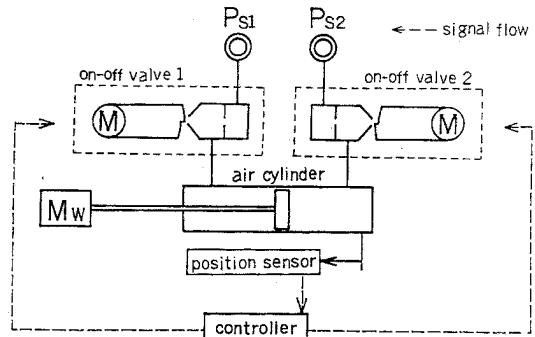 PS1 PS2
signal flow
on-off valve 1
on-off valve 2
M
M
air cylinder
MW
position sensor
controller